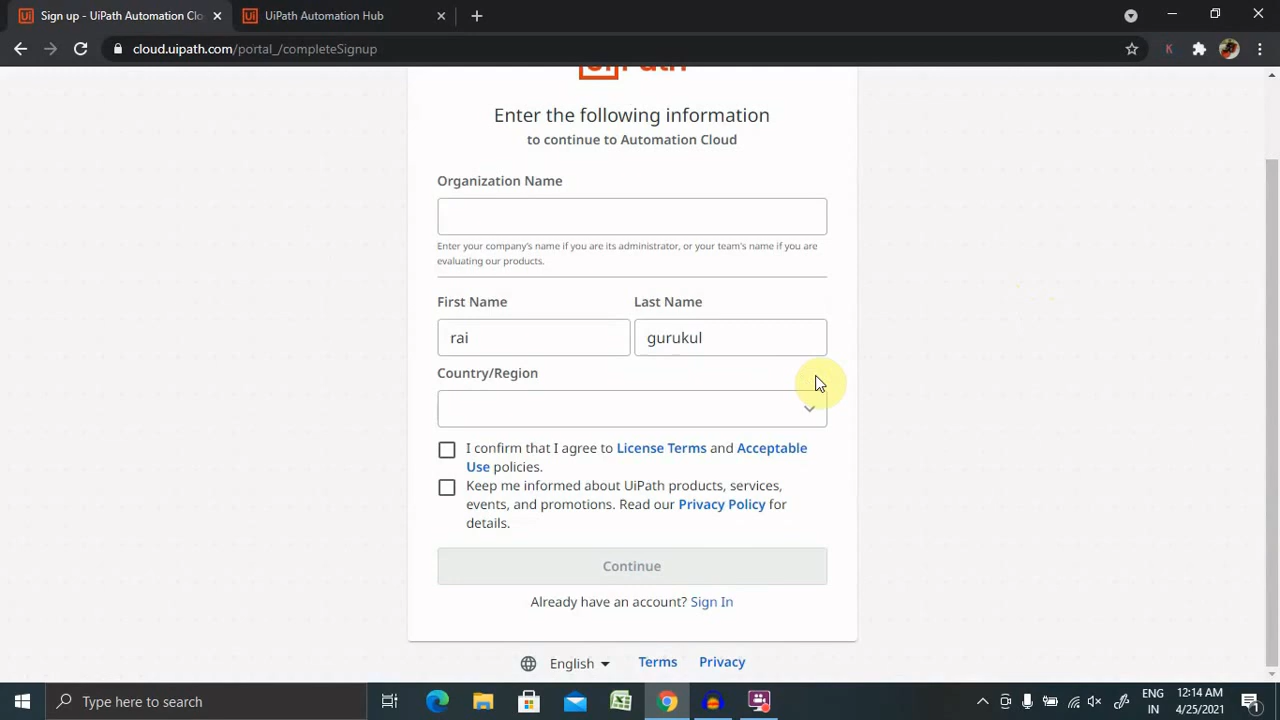 Sign up - UiPath Automation Clo
UiPath Automation Hub
cloud.uipath.com/portal_/completeSignup
UiPath
Enter the following information
to continue to Automation Cloud
Organization Name
Enter your company's name if you are its administrator, or your team's name if you are
evaluating our products.
First Name
Last Name
rai
gurukul
Country/Region
I confirm that I agree to License Terms and Acceptable
Use policies.
Keep me informed about UiPath products, services,
events, and promotions. Read our Privacy Policy for
details.
Continue
Already have an account? Sign In
English
Terms
Privacy
Type here to search
ENG
IN
12:14 AM
4/25/2021